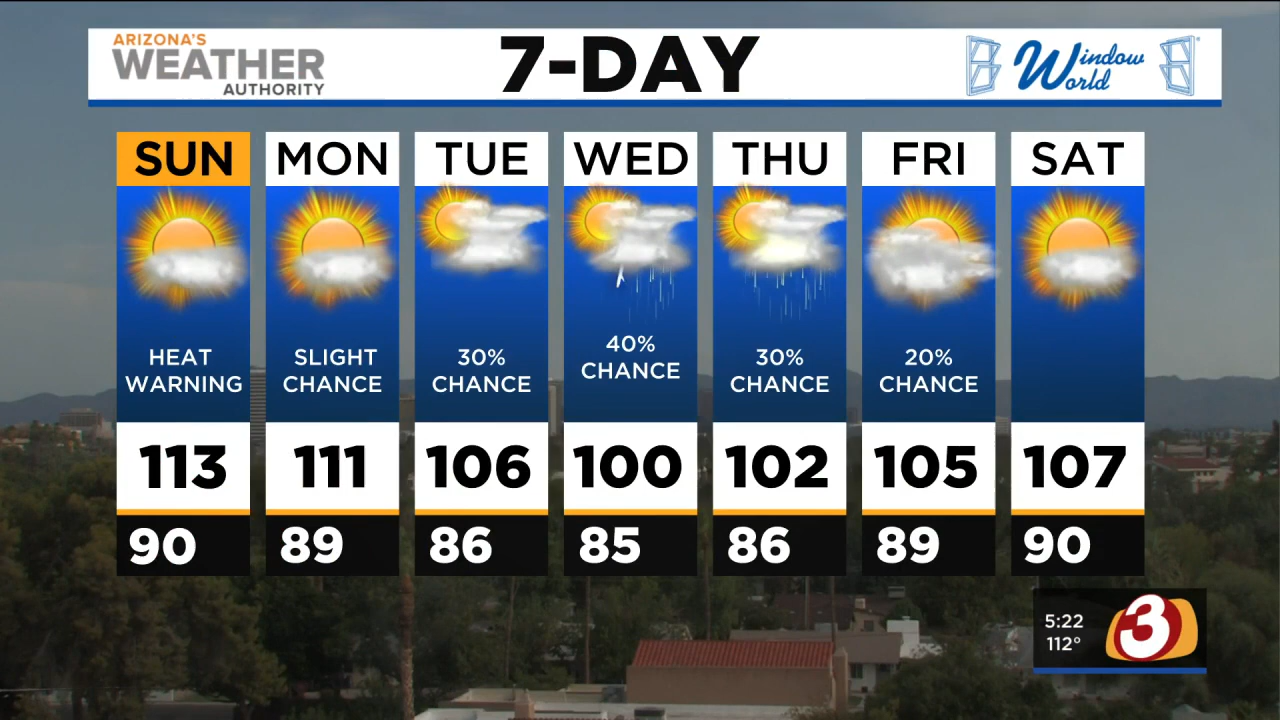 ARIZONA'S
WEATHER
AUTHORITY
7-DAY
Window
World
SUN
MON
TUE
WED
THU
FRI
SAT
HEAT
WARNING
SLIGHT
CHANCE
30%
CHANCE
40%
CHANCE
30%
CHANCE
20%
CHANCE
113
111
106
100
102
105
107
90
89
86
85
86
89
90
5:22
112°
3